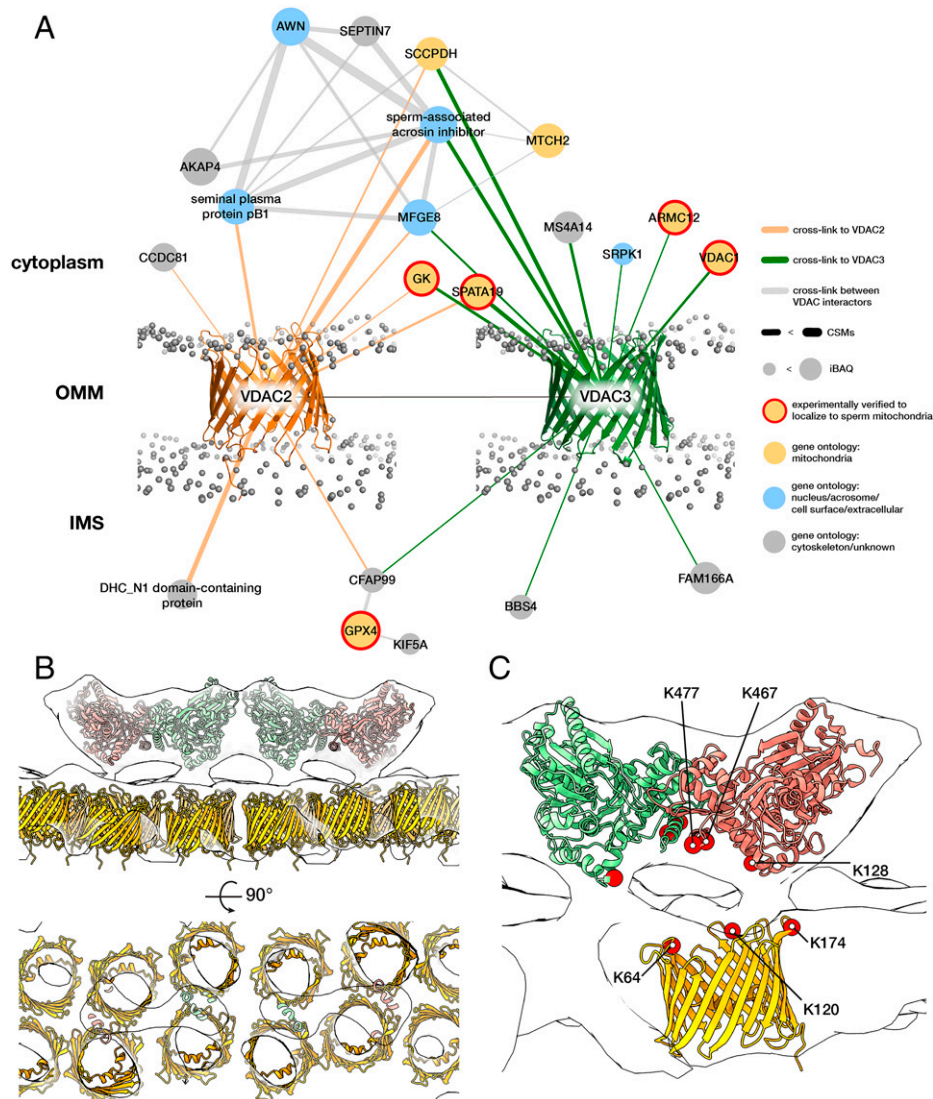 A
AWN
SEPTIN7
SCCPDH
sperm-associated
acrosin inhibitor
MTCH2
AKAP4
seminal plasma
protein pB1
MFGE8
MS4A14
ARMC12
SRPK1
VDAC1
cytoplasm
CCDC81
GK
SPATA19
OMM
VDAC2
VDAC3
IMS
DHC_N1 domain-containing
protein
CFAP99
GPX4
KIF5A
BBS4
FAM166A
cross-link to VDAC2
cross-link to VDAC3
cross-link between
VDAC interactors
< CSMs
< iBAQ
experimentally verified to
localize to sperm mitochondria
gene ontology:
mitochondria
gene ontology:
nucleus/acrosome/
cell surface/extracellular
gene ontology:
cytoskeleton/unknown
B
90°
C
K477
K467
K128
K174
K64
K120